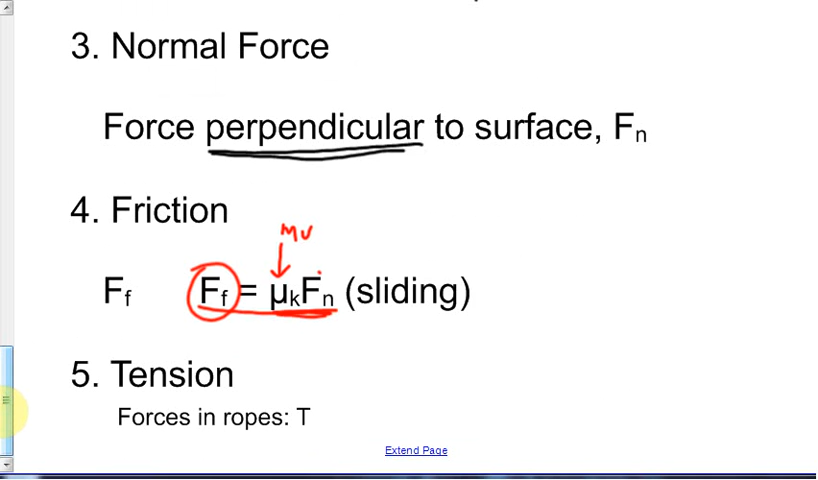 3. Normal Force
Force perpendicular to surface, Fn
4. Friction
MU
Ff Ff = μkFn (sliding)
5. Tension
Forces in ropes: T
Extend Page